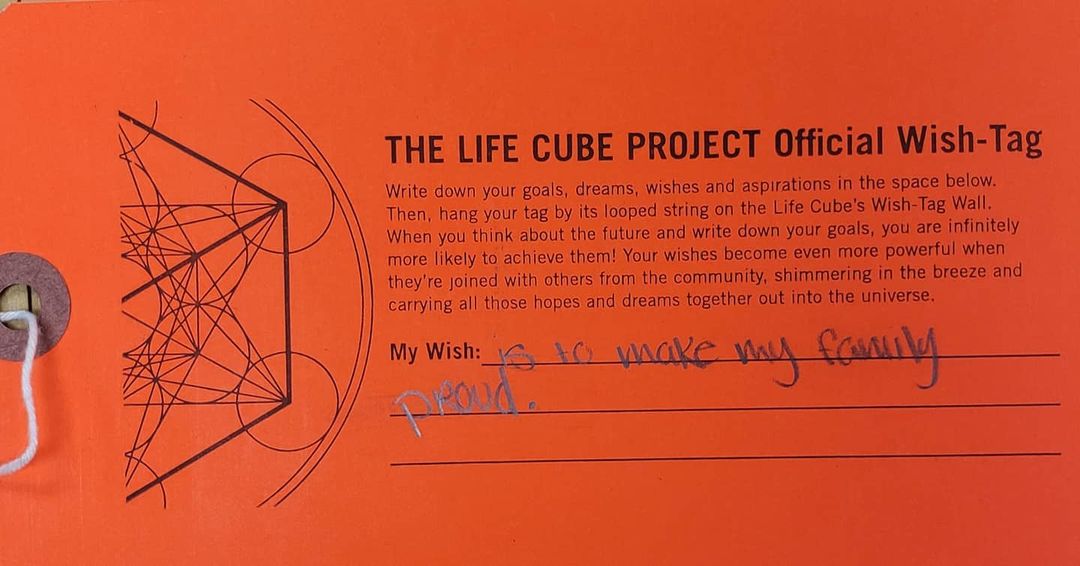 THE LIFE CUBE PROJECT Official Wish-Tag
Write down your goals, dreams, wishes and aspirations in the space below.
Then, hang your tag by its looped string on the Life Cube's Wish-Tag Wall.
When you think about the future and write down your goals, you are infinitely
more likely to achieve them! Your wishes become even more powerful when
they're joined with others from the community, shimmering in the breeze and
carrying all those hopes and dreams together out into the universe.
My Wish: is to make my family
proud.